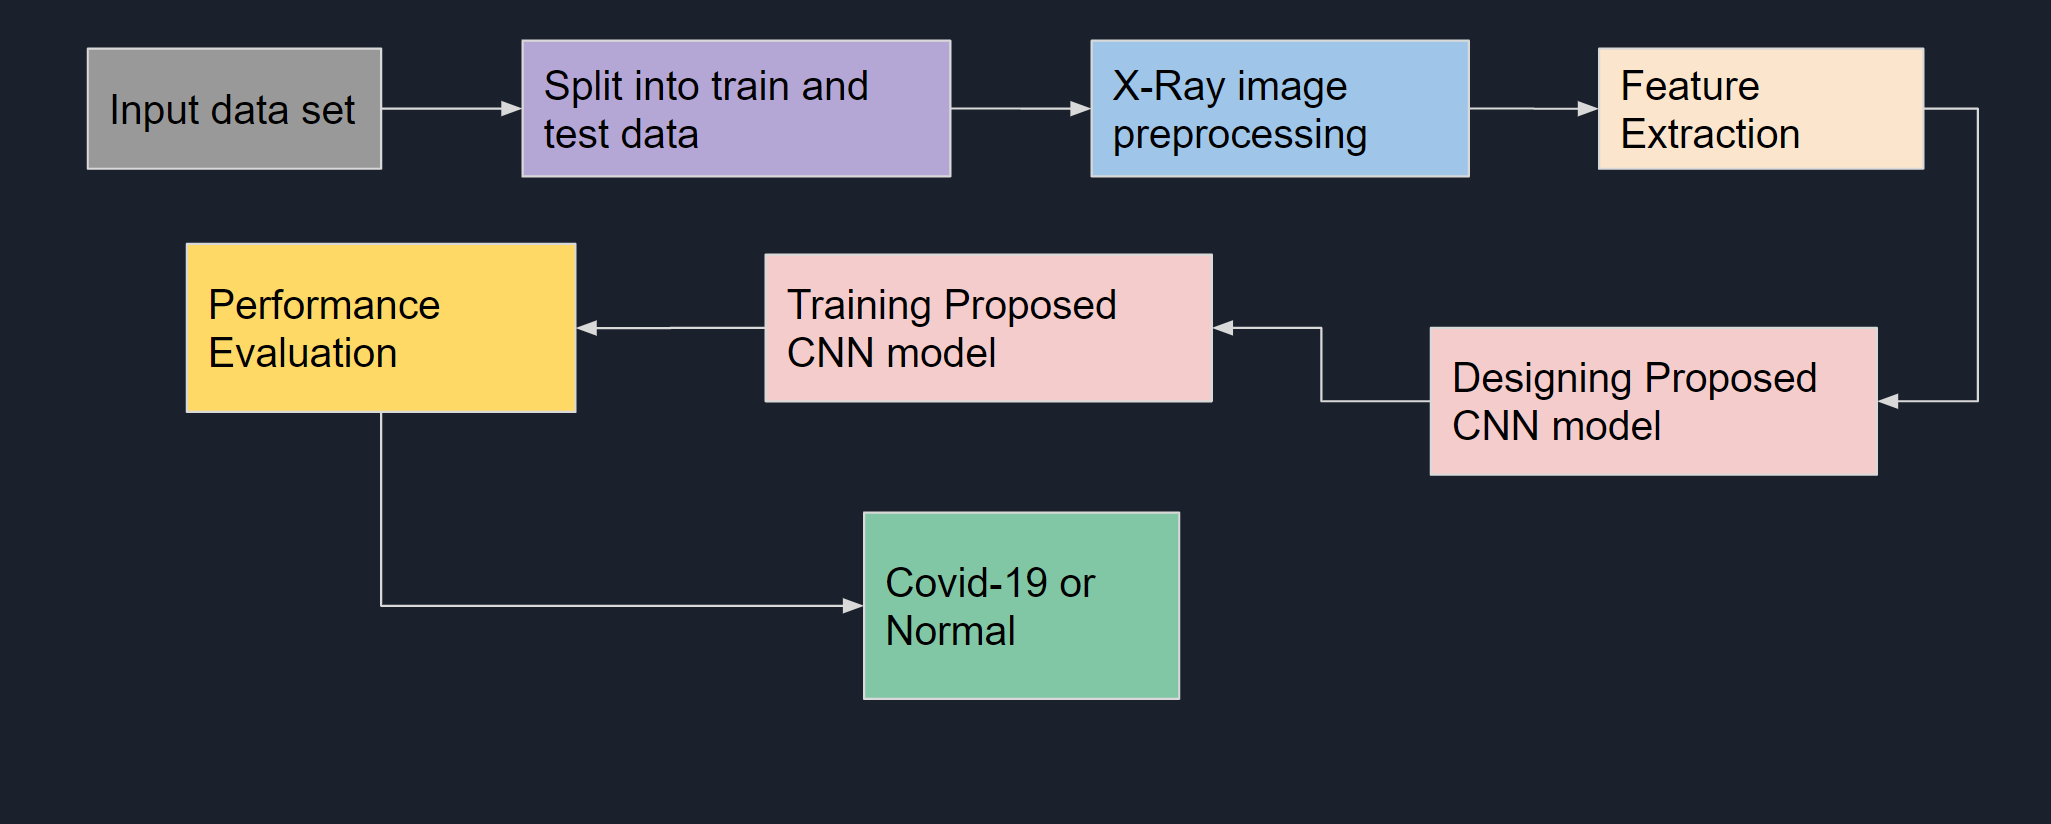 Input data set
Split into train and
test data
X-Ray image
preprocessing
Feature
Extraction
Designing Proposed
CNN model
Training Proposed
CNN model
Performance
Evaluation
Covid-19 or
Normal